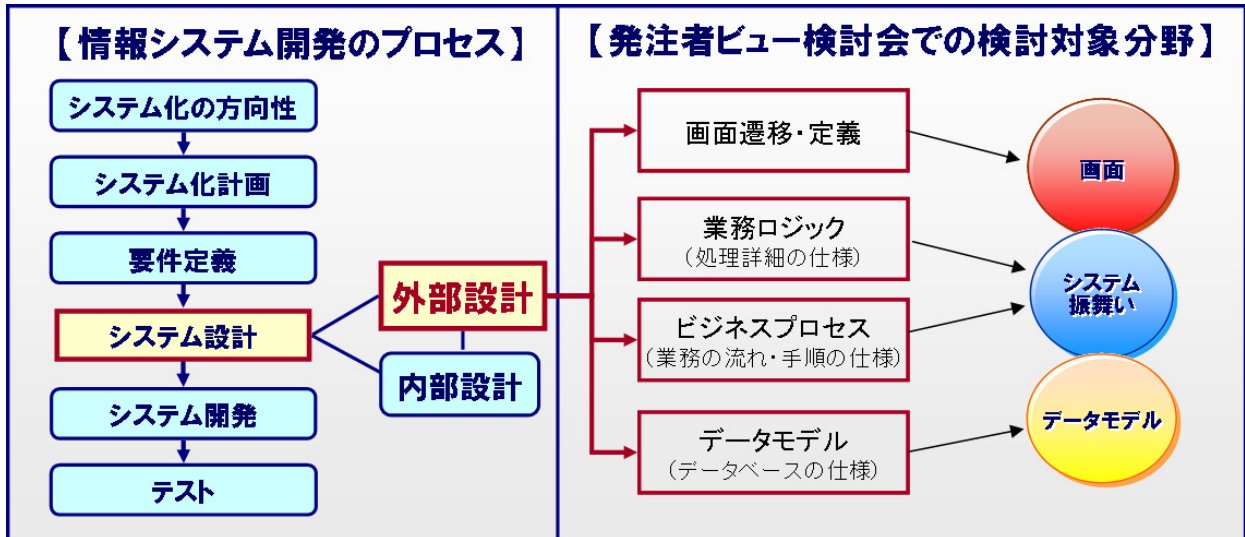 【情報システム開発のプロセス】
システム化の方向性
システム化計画
要件定義
システム設計
システム開発
テスト
外部設計
内部設計
【発注者ビュー検討会での検討対象分野】
画面遷移・定義
業務ロジック
（処理詳細の仕様）
ビジネスプロセス
（業務の流れ・手順の仕様）
データモデル
（データベースの仕様）
画面
システム
振舞い
データモデル